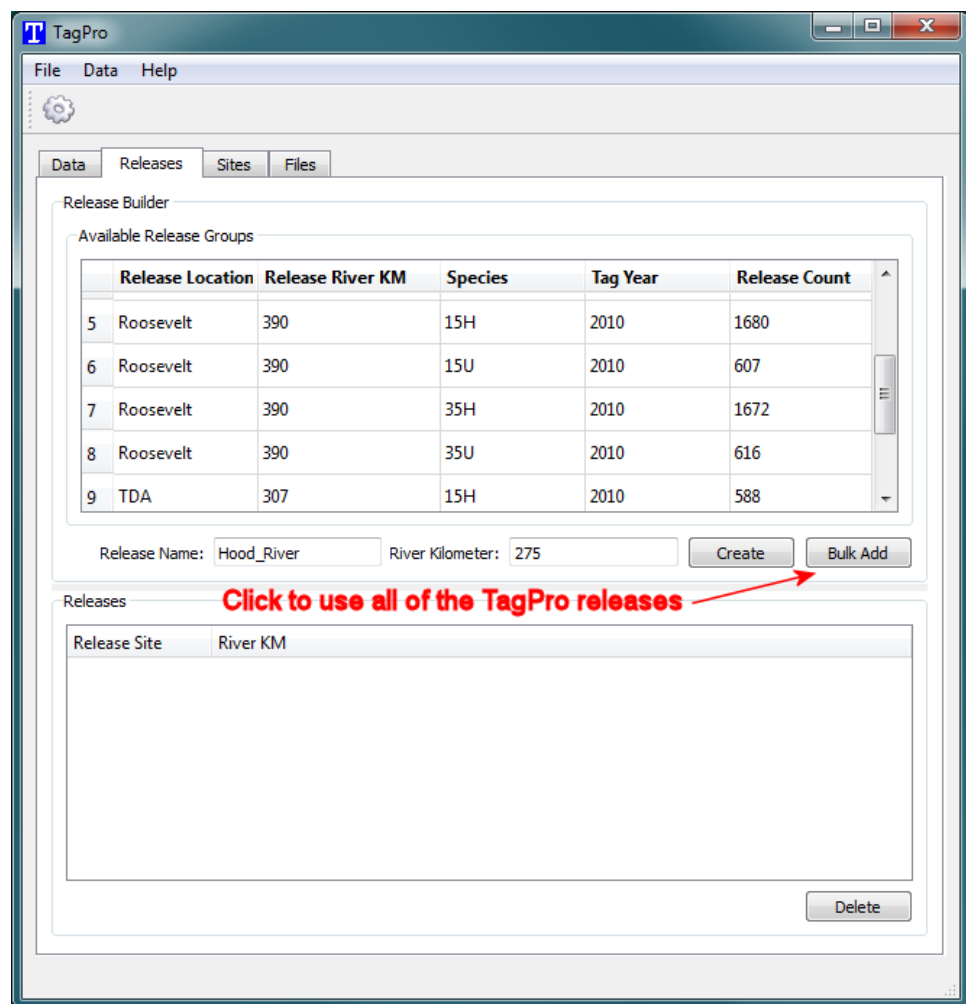 T TagPro
File Data Help
Data Releases Sites Files
Release Builder
Available Release Groups
Release Location Release River KM Species Tag Year Release Count
5 Roosevelt 390 15H 2010 1680
6 Roosevelt 390 15U 2010 607
7 Roosevelt 390 35H 2010 1672
8 Roosevelt 390 35U 2010 616
9 TDA 307 15H 2010 588
Release Name: Hood_River River Kilometer: 275 Create Bulk Add
Click to use all of the TagPro releases
Releases
Release Site River KM
Delete